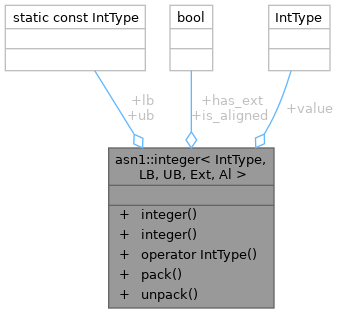 static const IntType
bool
IntType
+lb
+ub
+has_ext
+is_aligned
+value
asn1::integer< IntType,
LB, UB, Ext, Al >
+ integer()
+ integer()
+ operator IntType()
+ pack()
+ unpack()